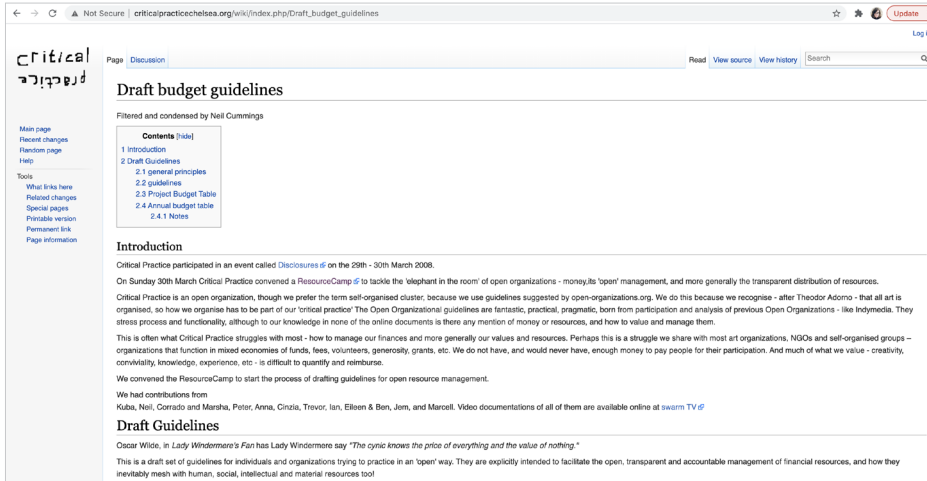 Not Secure | criticalpracticechelsea.org/wiki/index.php/Draft_budget_guidelines
Update
Log i
critical
practice
Page Discussion
Read View source View history Search
Draft budget guidelines
Filtered and condensed by Neil Cummings
Main page
Recent changes
Random page
Help
Tools
What links here
Related changes
Special pages
Printable version
Permanent link
Page information
Contents [hide]
1 Introduction
2 Draft Guidelines
2.1 general principles
2.2 guidelines
2.3 Project Budget Table
2.4 Annual budget table
2.4.1 Notes
Introduction
Critical Practice participated in an event called Disclosures on the 29th - 30th March 2008.
On Sunday 30th March Critical Practice convened a ResourceCamp to tackle the 'elephant in the room' of open organizations - money,its 'open' management, and more generally the transparent distribution of resources.
Critical Practice is an open organization, though we prefer the term self-organised cluster, because we use guidelines suggested by open-organizations.org. We do this because we recognise - after Theodor Adorno - that all art is
organised, so how we organise has to be part of our 'critical practice' The Open Organizational guidelines are fantastic, practical, pragmatic, born from participation and analysis of previous Open Organizations - like Indymedia. They
stress process and functionality, although to our knowledge in none of the online documents is there any mention of money or resources, and how to value and manage them.
This is often what Critical Practice struggles with most - how to manage our finances and more generally our values and resources. Perhaps this is a struggle we share with most art organizations, NGOs and self-organised groups –
organizations that function in mixed economies of funds, fees, volunteers, generosity, grants, etc. We do not have, and would never have, enough money to pay people for their participation. And much of what we value - creativity,
conviviality, knowledge, experience, etc - is difficult to quantify and reimburse.
We convened the ResourceCamp to start the process of drafting guidelines for open resource management.
We had contributions from
Kuba, Neil, Corrado and Marsha, Peter, Anna, Cinzia, Trevor, Ian, Eileen & Ben, Jem, and Marcell. Video documentations of all of them are available online at swarm TV
Draft Guidelines
Oscar Wilde, in Lady Windermere's Fan has Lady Windermere say "The cynic knows the price of everything and the value of nothing."
This is a draft set of guidelines for individuals and organizations trying to practice in an 'open' way. They are explicitly intended to facilitate the open, transparent and accountable management of financial resources, and how they
inevitably mesh with human, social, intellectual and material resources too!